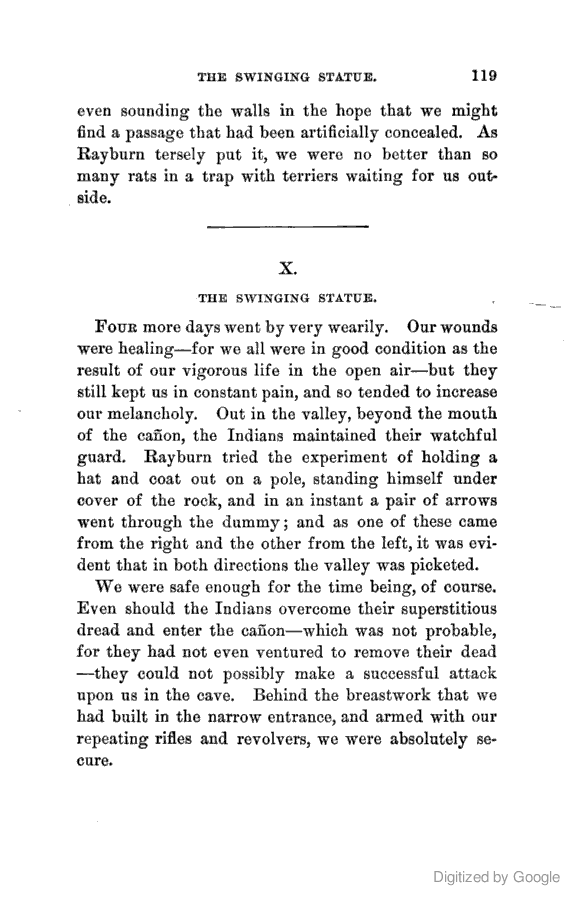 THE SWINGING STATUE. 119
even sounding the walls in the hope that we might
find a passage that had been artificially concealed. As
Rayburn tersely put it, we were no better than so
many rats in a trap with terriers waiting for us out-
side.
X.
THE SWINGING STATUE.
Four more days went by very wearily. Our wounds
were healing—for we all were in good condition as the
result of our vigorous life in the open air—but they
still kept us in constant pain, and so tended to increase
our melancholy. Out in the valley, beyond the mouth
of the cañon, the Indians maintained their watchful
guard. Rayburn tried the experiment of holding a
hat and coat out on a pole, standing himself under
cover of the rock, and in an instant a pair of arrows
went through the dummy; and as one of these came
from the right and the other from the left, it was evi-
dent that in both directions the valley was picketed.
We were safe enough for the time being, of course.
Even should the Indians overcome their superstitious
dread and enter the cañon—which was not probable,
for they had not even ventured to remove their dead
—they could not possibly make a successful attack
upon us in the cave. Behind the breastwork that we
had built in the narrow entrance, and armed with our
repeating rifles and revolvers, we were absolutely se-
cure.
Digitized by Google